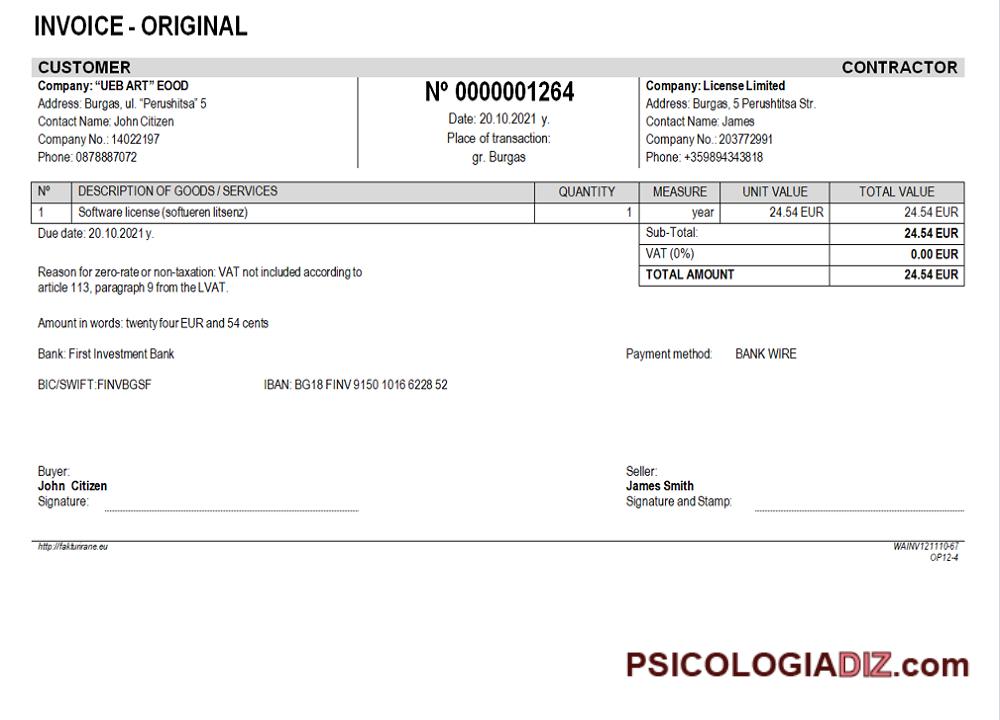 INVOICE - ORIGINAL
CUSTOMER
CONTRACTOR
Company: “UEB ART” EOOD
Address: Burgas, ul. “Perushitsa” 5
Contact Name: John Citizen
Company No.: 14022197
Phone: 0878887072
Nº 0000001264
Date: 20.10.2021 y.
Place of transaction:
gr. Burgas
Company: License Limited
Address: Burgas, 5 Perushtitsa Str.
Contact Name: James
Company No.: 203772991
Phone: +359894343818
Nº DESCRIPTION OF GOODS / SERVICES QUANTITY MEASURE UNIT VALUE TOTAL VALUE
1 Software license (softueren litsenz) 1 year 24.54 EUR 24.54 EUR
Due date: 20.10.2021 y.
Sub-Total: 24.54 EUR
VAT (0%) 0.00 EUR
TOTAL AMOUNT 24.54 EUR
Reason for zero-rate or non-taxation: VAT not included according to
article 113, paragraph 9 from the LVAT.
Amount in words: twenty four EUR and 54 cents
Bank: First Investment Bank
Payment method: BANK WIRE
BIC/SWIFT:FINVBGSF IBAN: BG18 FINV 9150 1016 6228 52
Buyer:
John Citizen
Signature:
Seller:
James Smith
Signature and Stamp:
http://fakturirane.eu
WAINV121110-67
OP12-4
PSICOLOGIADIZ.com